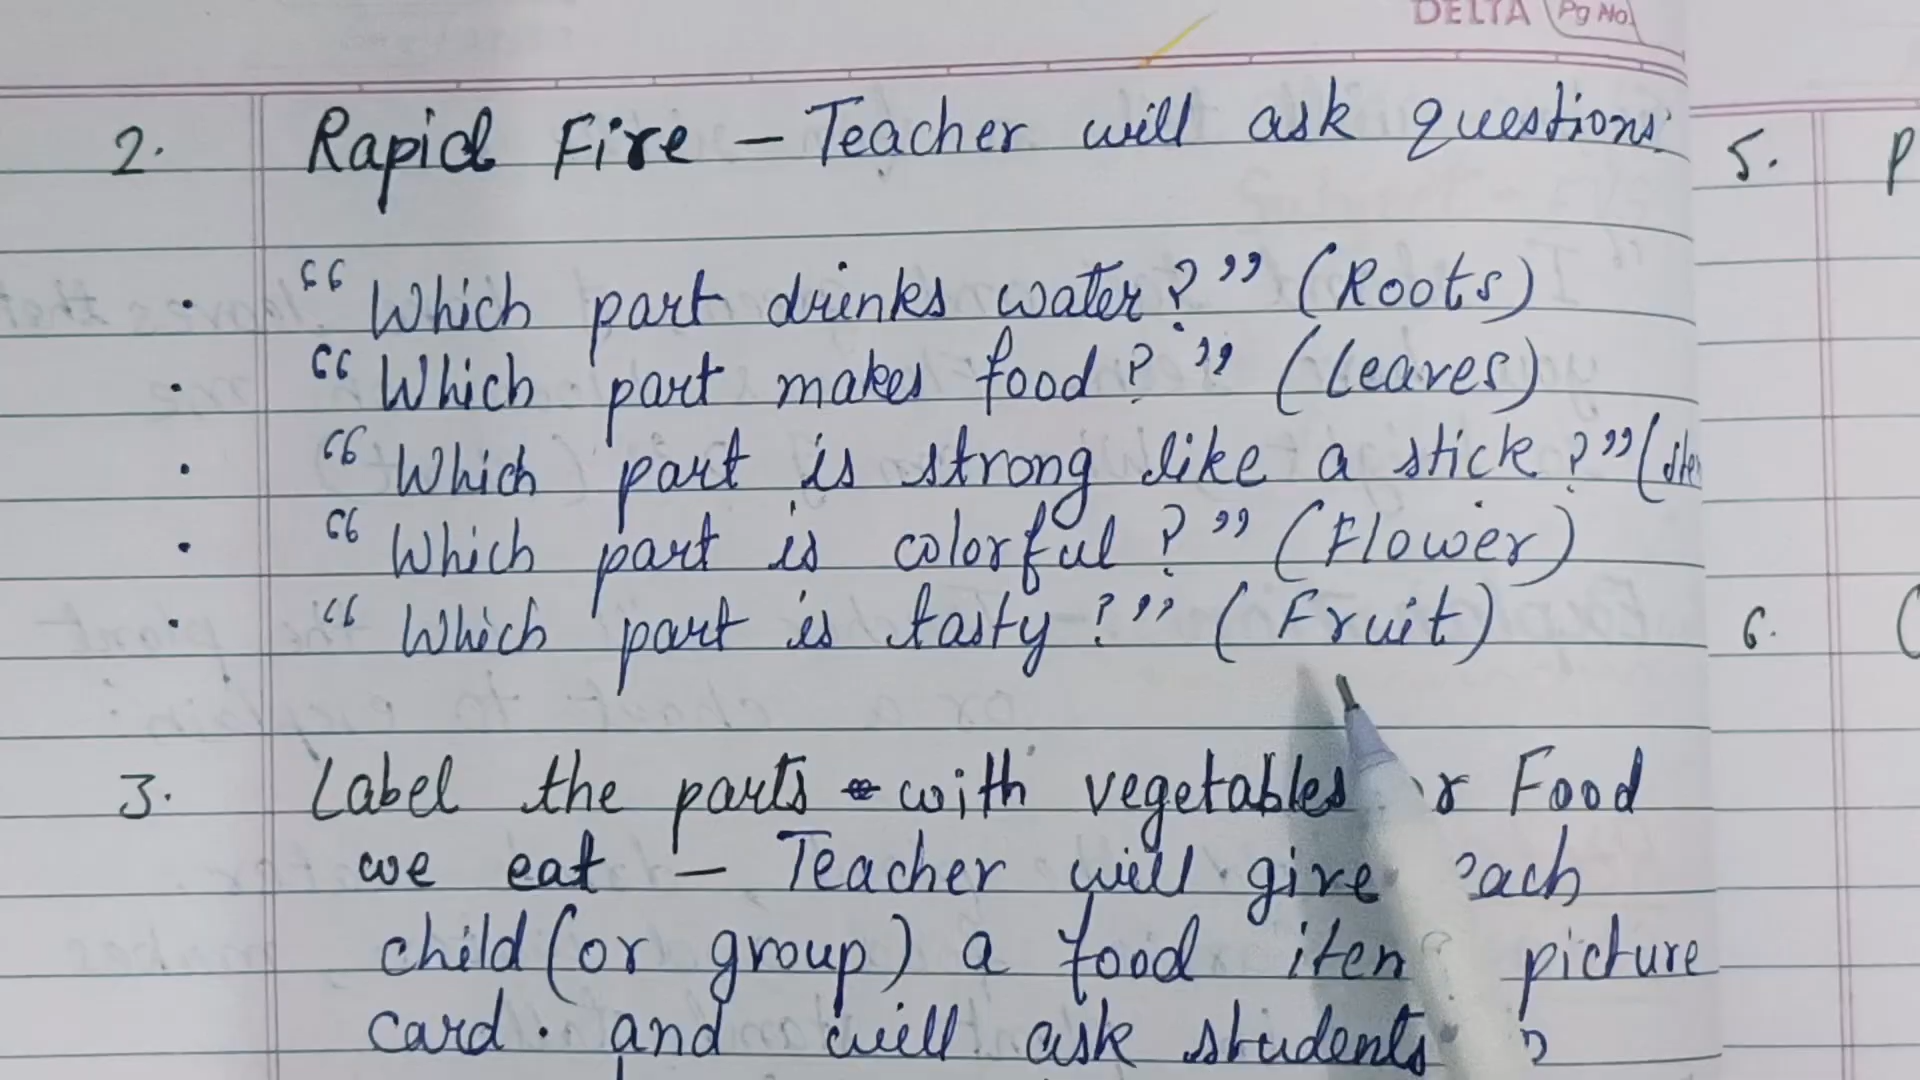 DELTA Pg No.
2. Rapid Fire – Teacher will ask questions:
• “Which part drinks water?” (Roots)
• “Which part makes food?” (Leaves)
• “Which part is strong like a stick?” (
• “Which part is colorful?” (Flower)
• “Which part is tasty?” (Fruit)
3. Label the parts with vegetables Food
we eat – Teacher will give
child (or group) a food picture
card. and will ask students
5. P
6. (